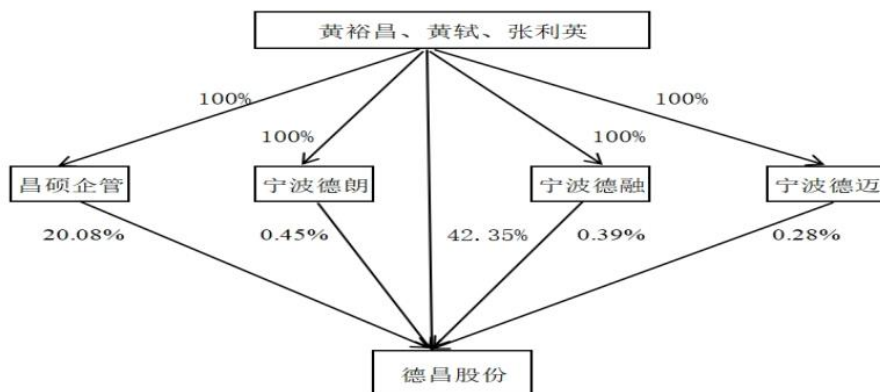 黄裕昌、黄轼、张利英
100%
100%
100%
100%
昌硕企管
宁波德朗
宁波德融
宁波德迈
20.08%
0.45%
42.35%
0.39%
0.28%
德昌股份